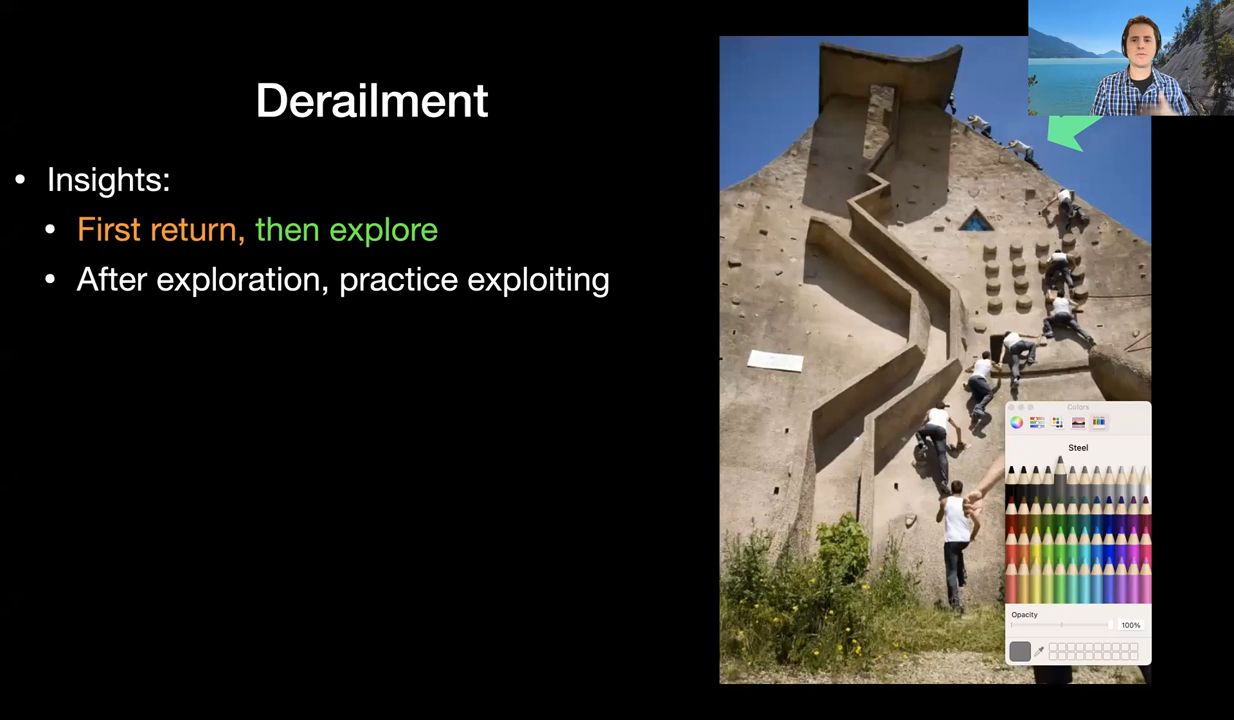 Derailment
Insights:
First return, then explore
After exploration, practice exploiting
Colors
Steel
Opacity
100%